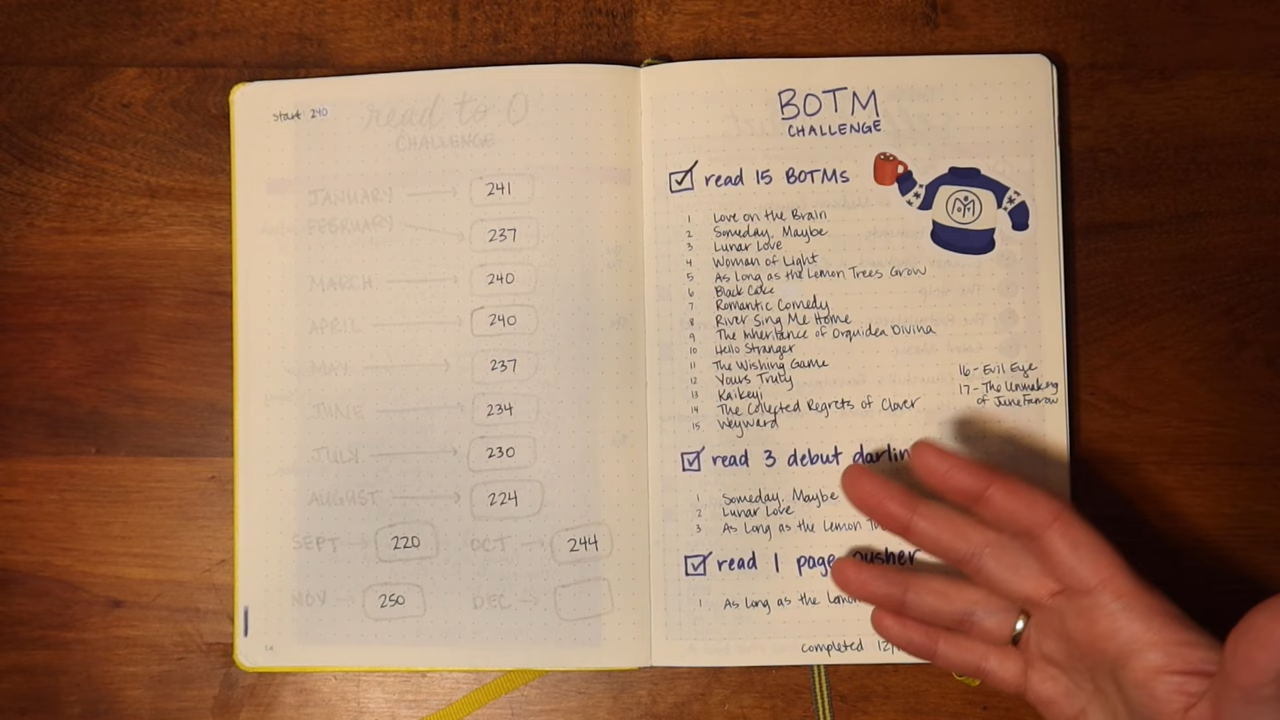 start: 240
read to 0
CHALLENGE
JANUARY 241
FEBRUARY 237
MARCH 240
APRIL 240
MAY 237
JUNE 234
JULY 230
AUGUST 224
SEPT 220 OCT 244
NOV 250 DEC
BOTM
CHALLENGE
read 15 BOTMs
1 Love on the Brain
2 Someday, Maybe
3 Lunar Love
4 Woman of Light
5 As Long as the Lemon Trees Grow
6 Black Cake
7 Romantic Comedy
8 River Sing Me Home
9 The Inheritance of Orquidea Divina
10 Hello Stranger
11 The Wishing Game
12 Yours Truly
13 Kaikeyi
14 The Collected Regrets of Clover
15 Weyward
16 - Evil Eye
17 - The Unmaking
of June Farrow
read 3 debut darlin
1 Someday, Maybe
2 Lunar Love
3 As Long as the Lemon
read 1 page pusher
1. As Long as the Lemon
completed 12/